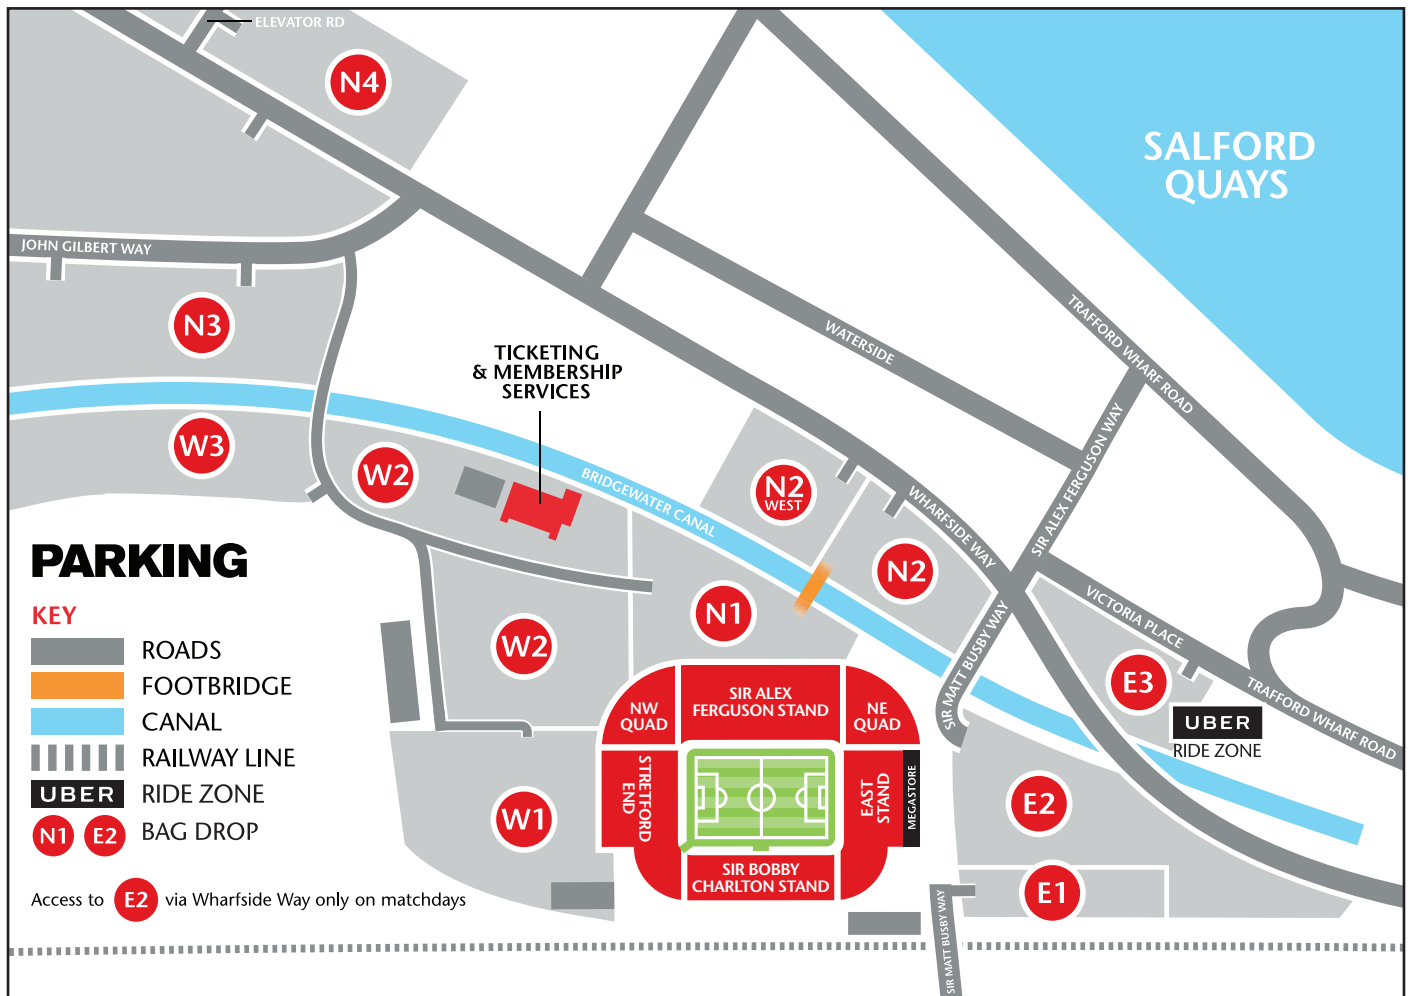 ELEVATOR RD
N4
SALFORD
QUAYS
JOHN GILBERT WAY
N3
TRAFFORD WHARF ROAD
WATERSIDE
TICKETING
& MEMBERSHIP
SERVICES
W3
W2
BRIDGEWATER CANAL
N2
WEST
SIR ALEX FERGUSON WAY
WHARFSIDE WAY
N2
N1
W2
VICTORIA PLACE
SIR MATT BUSBY WAY
E3
TRAFFORD WHARF ROAD
UBER
RIDE ZONE
PARKING
KEY
ROADS
FOOTBRIDGE
CANAL
RAILWAY LINE
UBER RIDE ZONE
N1 E2 BAG DROP
Access to E2 via Wharfside Way only on matchdays
NW
QUAD
SIR ALEX
FERGUSON STAND
NE
QUAD
STRETFORD
END
EAST
STAND
MEGASTORE
W1
SIR BOBBY
CHARLTON STAND
E2
E1
SIR MATT BUSBY WAY